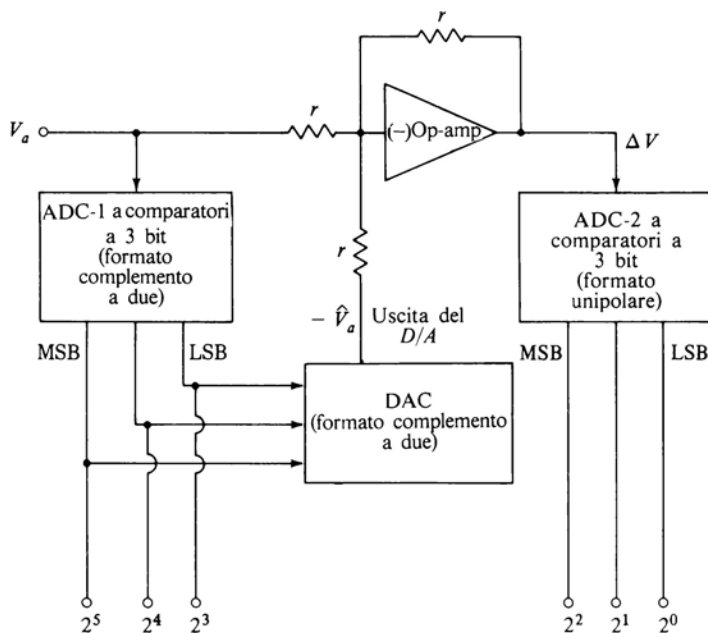 r
r
V_a
(−)Op-amp
ΔV
ADC-1 a comparatori
a 3 bit
(formato
complemento
a due)
ADC-2 a
comparatori a
3 bit
(formato
unipolare)
r
− V̂_a
Uscita del
D/A
MSB
LSB
MSB
LSB
DAC
(formato complemento
a due)
2⁵
2⁴
2³
2²
2¹
2⁰